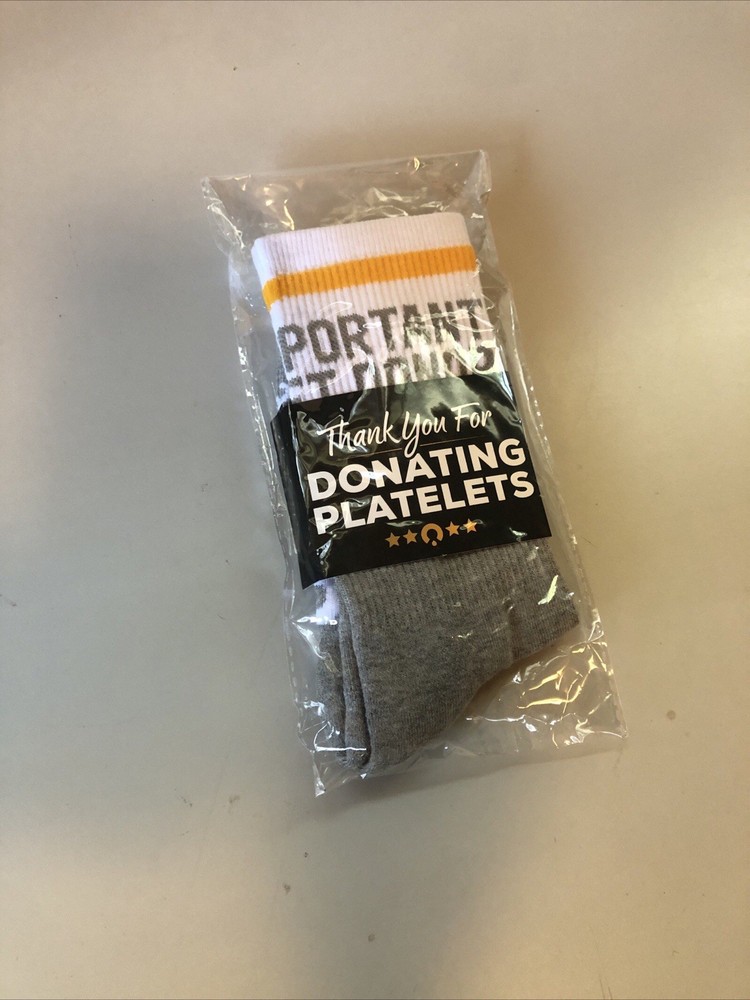 PORTANT
Thank You For
DONATING
PLATELETS